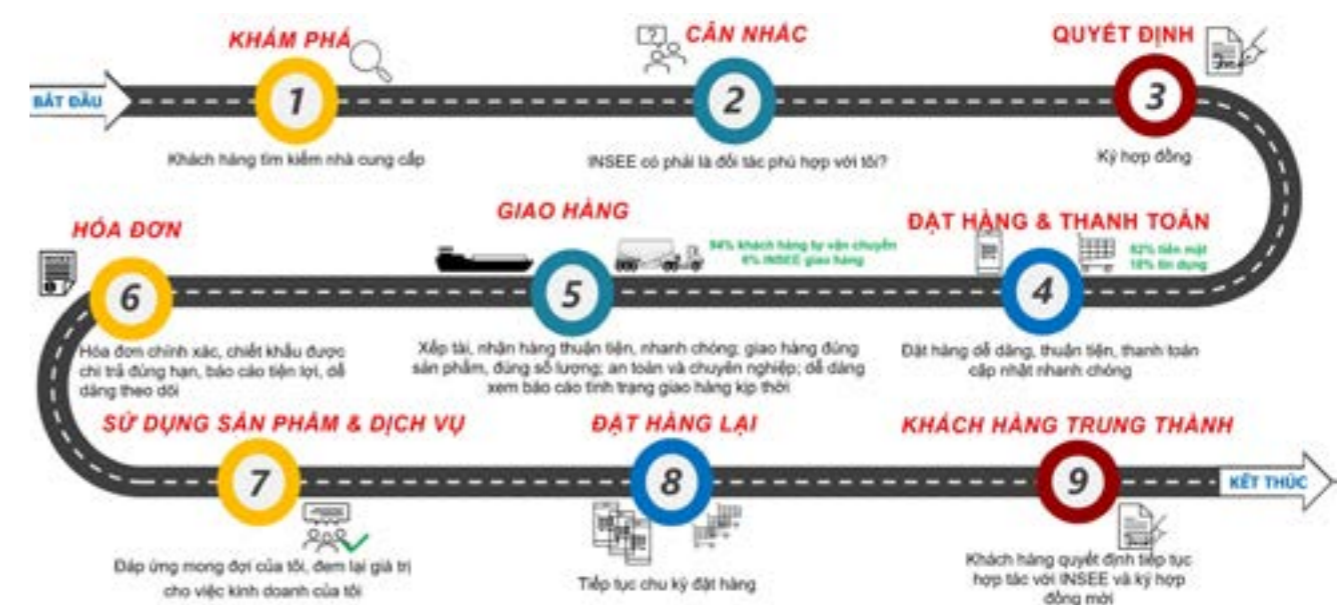 KHÁM PHÁ
CÂN NHẮC
QUYẾT ĐỊNH
BẮT ĐẦU
1
2
3
Khách hàng tìm kiếm nhà cung cấp
INSEE có phải là đối tác phù hợp với tôi?
Ký hợp đồng
HÓA ĐƠN
GIAO HÀNG
ĐẶT HÀNG & THANH TOÁN
94% khách hàng tự vận chuyển
6% INSEE giao hàng
tiền mặt
tín dụng
6
5
4
Hóa đơn chính xác, chiết khấu được
chi trả đúng hạn, báo cáo tiện lợi, dễ
dàng theo dõi
Xếp tài, nhận hàng thuận tiện, nhanh chóng; giao hàng đúng
sản phẩm, đúng số lượng; an toàn và chuyên nghiệp; dễ dàng
xem báo cáo tình trạng giao hàng kịp thời
Đặt hàng dễ dàng, thuận tiện, thanh toán
cập nhật nhanh chóng
SỬ DỤNG SẢN PHẨM & DỊCH VỤ
ĐẶT HÀNG LẠI
KHÁCH HÀNG TRUNG THÀNH
7
8
9
KẾT THÚC
Đáp ứng mong đợi của tôi, đem lại giá trị
cho việc kinh doanh của tôi
Tiếp tục chu kỳ đặt hàng
Khách hàng quyết định tiếp tục
hợp tác với INSEE và ký hợp
đồng mới